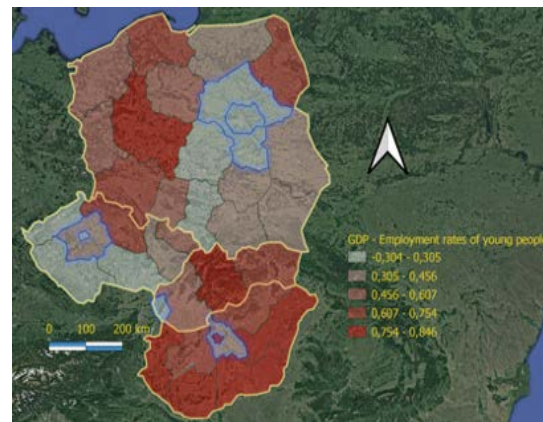 GDP - Employment rates of young people
-0,304 - 0,305
0,305 - 0,456
0,456 - 0,607
0,607 - 0,754
0,754 - 0,846
0 100 200 km